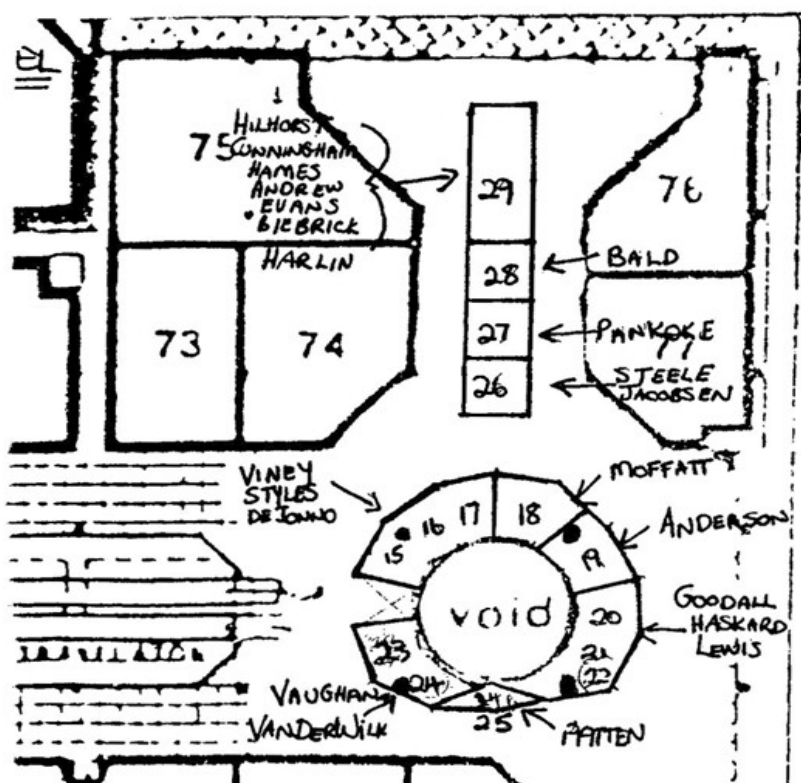 EL
75
HILHORST
CUNNINGHAM
HAMES
ANDREW
EVANS
BIEBRICK
HARLIN
29
76
28
BALD
73
74
27
PANKOKE
77
26
STEELE
JACOBSEN
VINEY
STYLES
DE JONNO
MOFFATT
17
18
16
15
19
ANDERSON
void
20
GOODALL
HASKARD
LEWIS
21
22
23
24
VAUGHAN
VANDERWILK
25
PATTEN